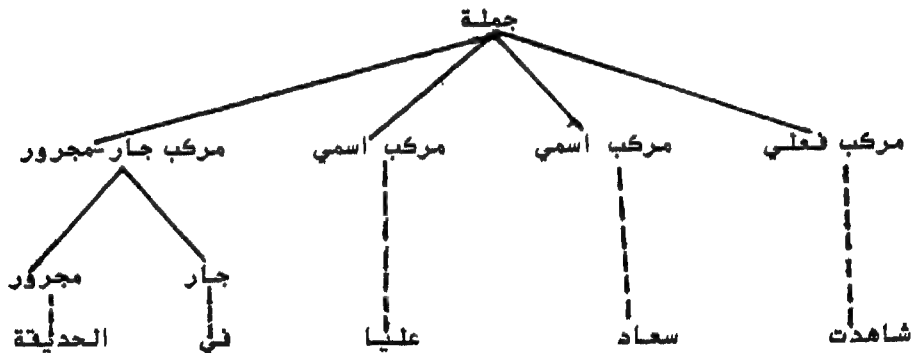 جملة
مركب فعلي مركب اسمي مركب اسمي مركب جار-مجرور
جار مجرور
شاهدت سعاد عليا في الحديقة